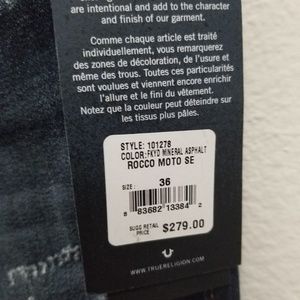 are intentional and add to the character
and finish of our garment.
Comme chaque article est traité
individuellement, vous remarquerez
des zones de décoloration, de l'usure et
même des trous. Toutes ces particularités
sont voulues et viennent encore enrichir
l'allure et le fini du vêtement.
Notez que la couleur peut déteindre sur
les tissus plus pâles.
STYLE: 101278
COLOR:FKYD MINERAL ASPHALT
ROCCO MOTO SE
SIZE:
36
8 83682 13384 2
SUGG RETAIL
PRICE
$279.00
WWW.TRUERELIGION.COM